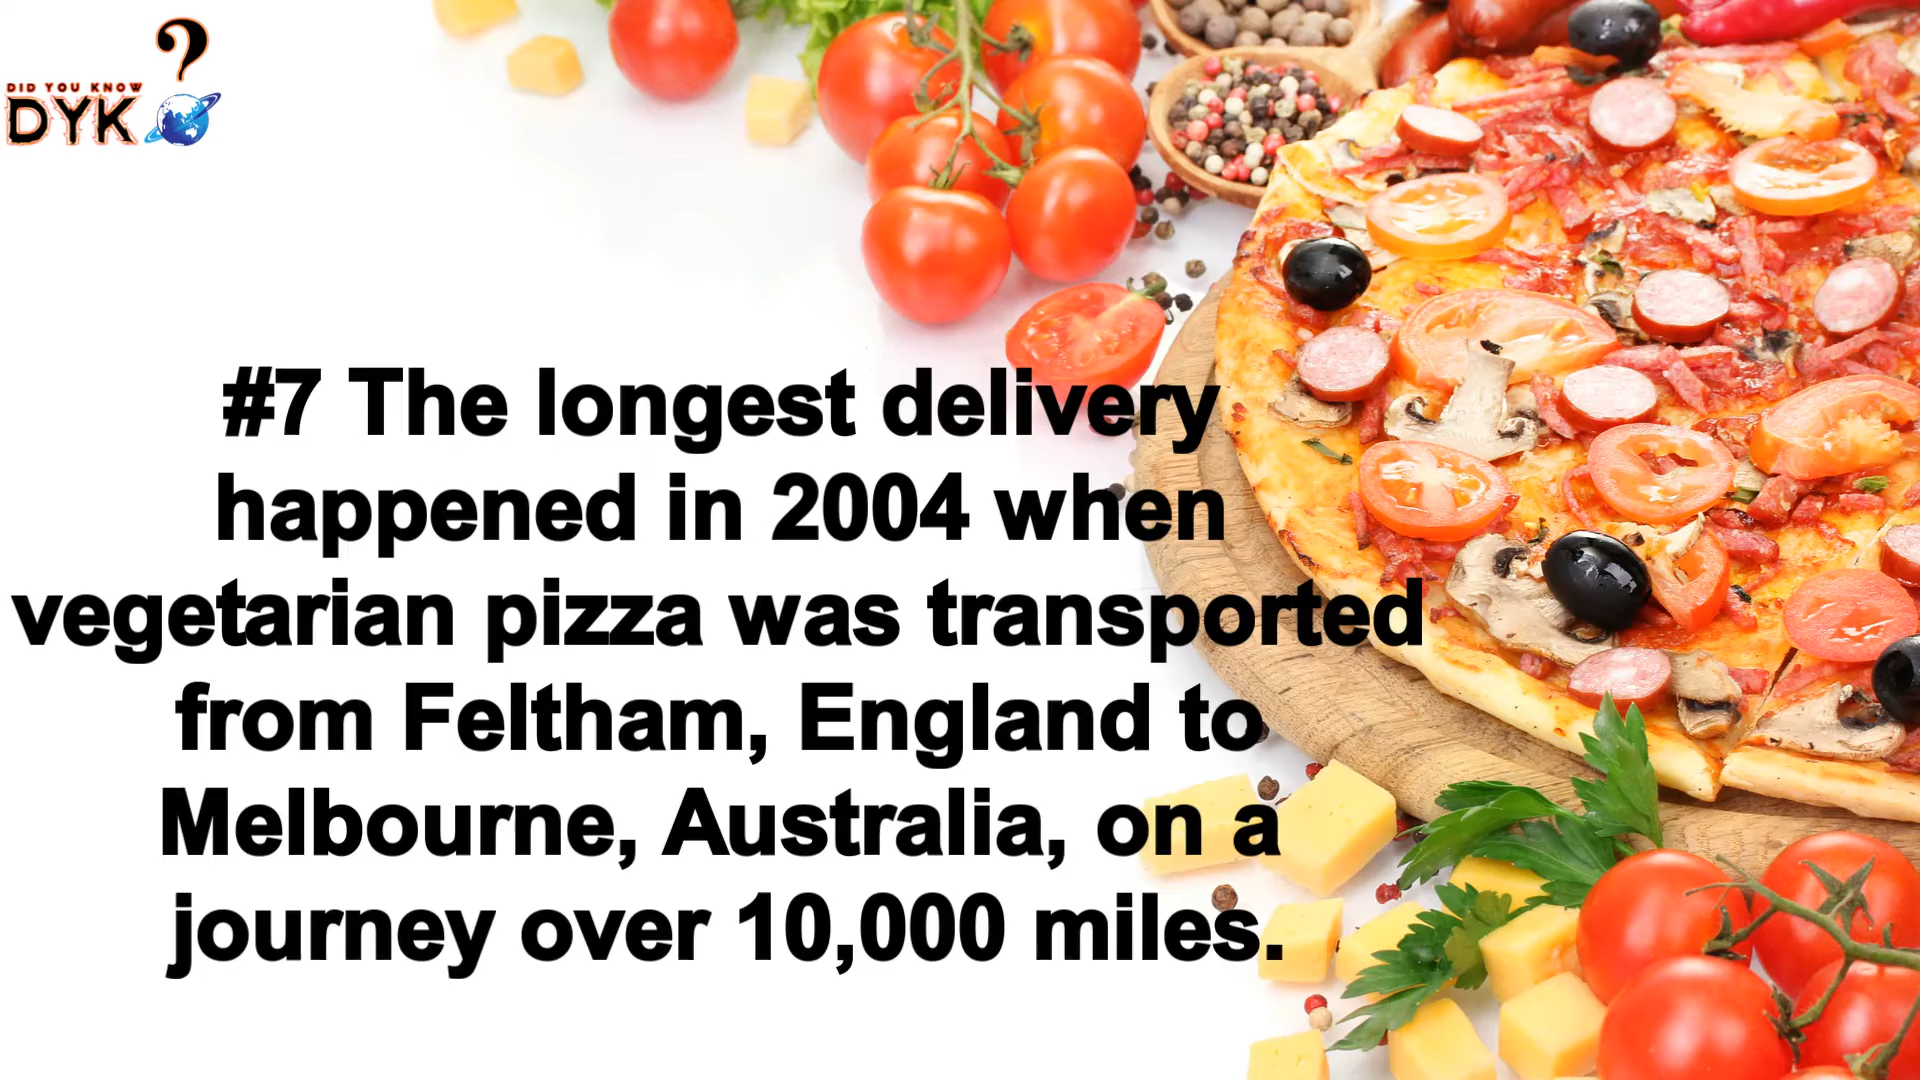 ?
DID YOU KNOW
DYK
#7 The longest delivery
happened in 2004 when
vegetarian pizza was transported
from Feltham, England to
Melbourne, Australia, on a
journey over 10,000 miles.